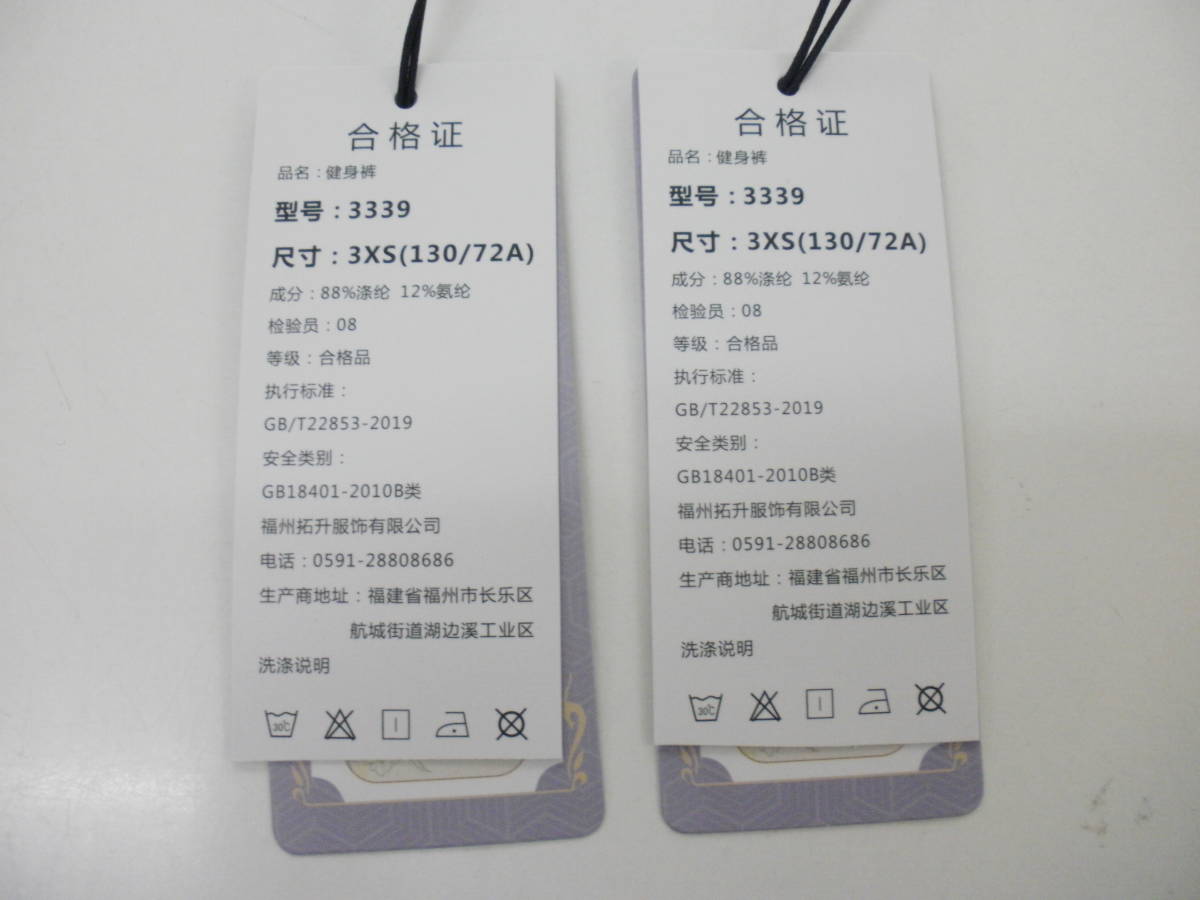 合格证
品名：健身裤
型号：3339
尺寸：3XS(130/72A)
成分：88%涤纶 12%氨纶
检验员：08
等级：合格品
执行标准：
GB/T22853-2019
安全类别：
GB18401-2010B类
福州拓升服饰有限公司
电话：0591-28808686
生产商地址：福建省福州市长乐区
航城街道湖边溪工业区
洗涤说明
30℃
合格证
品名：健身裤
型号：3339
尺寸：3XS(130/72A)
成分：88%涤纶 12%氨纶
检验员：08
等级：合格品
执行标准：
GB/T22853-2019
安全类别：
GB18401-2010B类
福州拓升服饰有限公司
电话：0591-28808686
生产商地址：福建省福州市长乐区
航城街道湖边溪工业区
洗涤说明
30℃